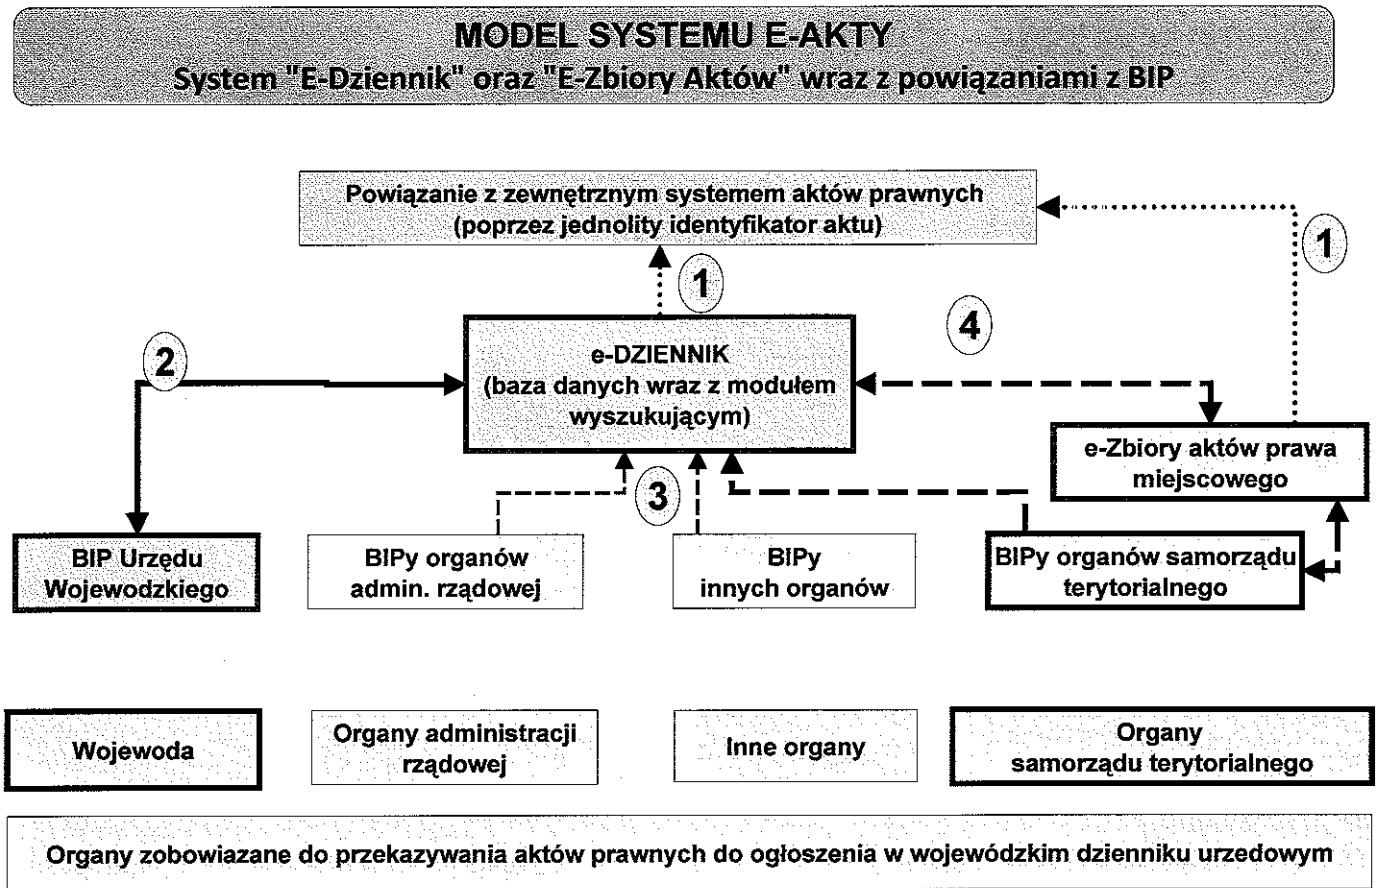 MODEL SYSTEMU E-AKTY
System "E-Dziennik" oraz "E-Zbiory Aktów" wraz z powiązaniami z BIP
Powiązanie z zewnętrznym systemem aktów prawnych
(poprzez jednolity identyfikator aktu)
1
1
4
2
e-DZIENNIK
(baza danych wraz z modułem
wyszukującym)
e-Zbiory aktów prawa
miejscowego
3
BIP Urzędu
Wojewodzkiego
BIPy organów
admin. rządowej
BIPy
innych organów
BIPy organów samorządu
terytorialnego
Wojewoda
Organy administracji
rządowej
Inne organy
Organy
samorządu terytorialnego
Organy zobowiazane do przekazywania aktów prawnych do ogłoszenia w wojewódzkim dzienniku urzedowym